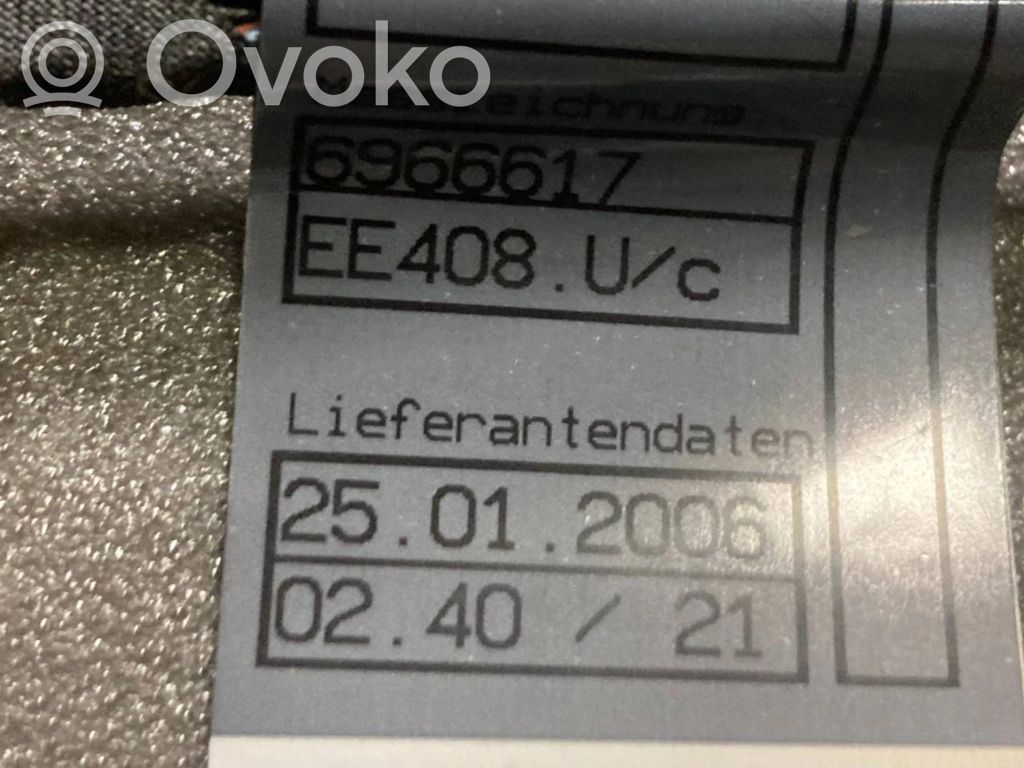 Ovoko
6966617
EE408.U/c
Lieferantendaten
25.01.2006
02.40 / 21